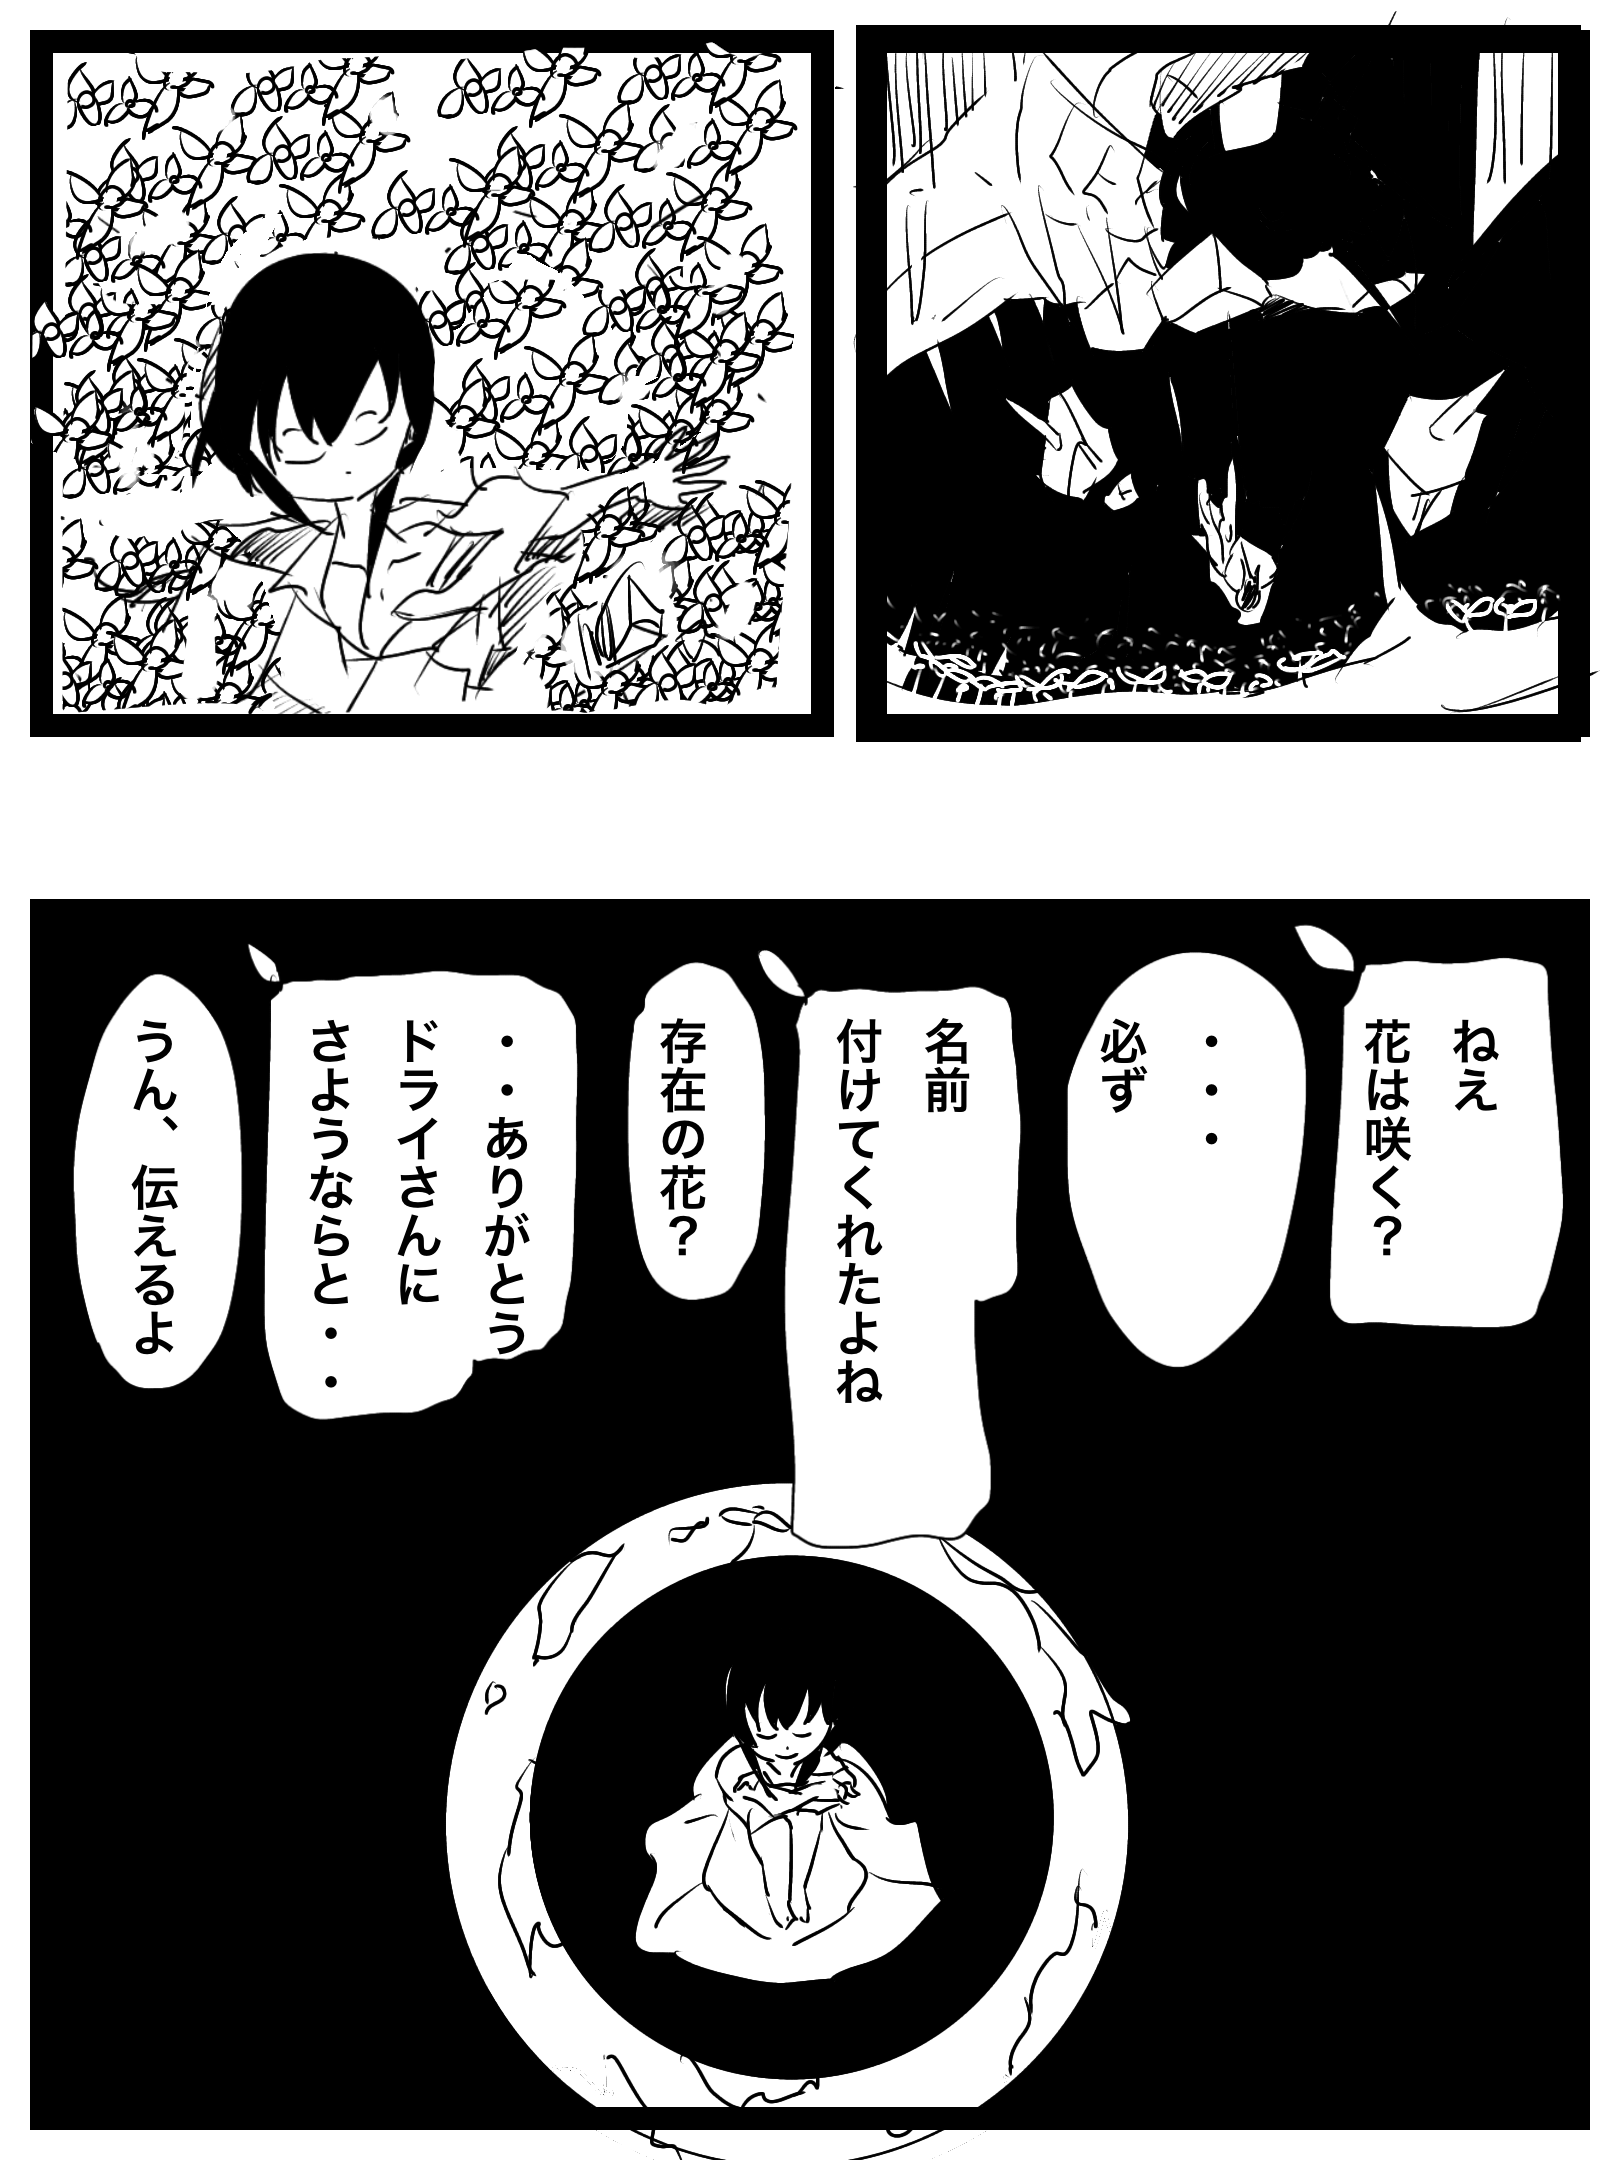 ねえ
花は咲く?
・・・
必ず
名前
付けてくれたよね
存在の花?
・・ありがとう
ドライさんに
さようならと・・
うん、伝えるよ